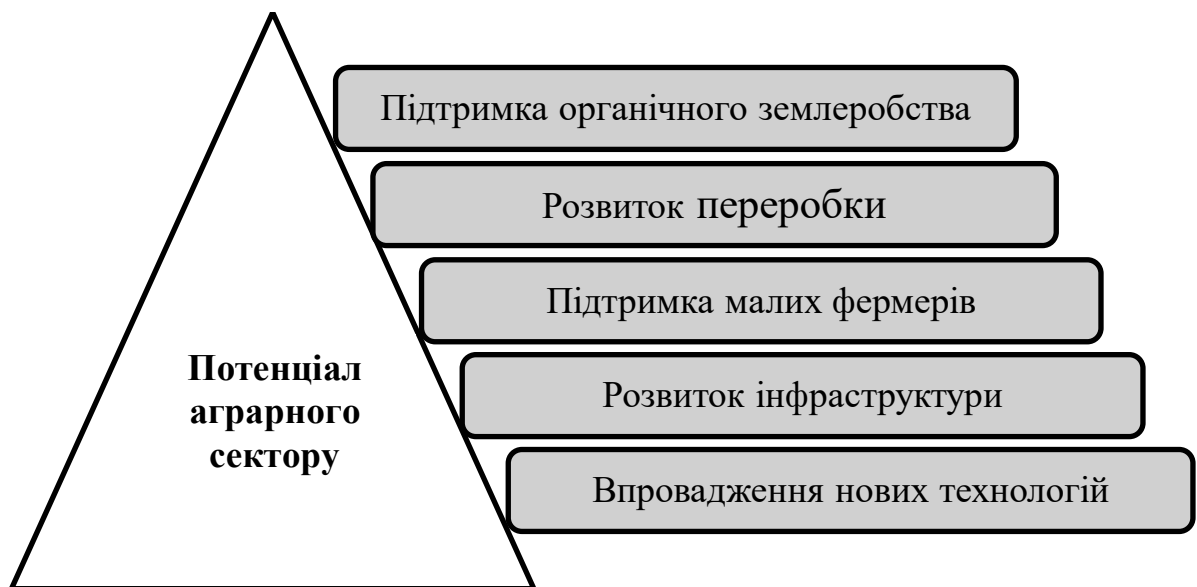 Підтримка органічного землеробства
Розвиток переробки
Підтримка малих фермерів
Розвиток інфраструктури
Впровадження нових технологій
Потенціал
аграрного
сектору